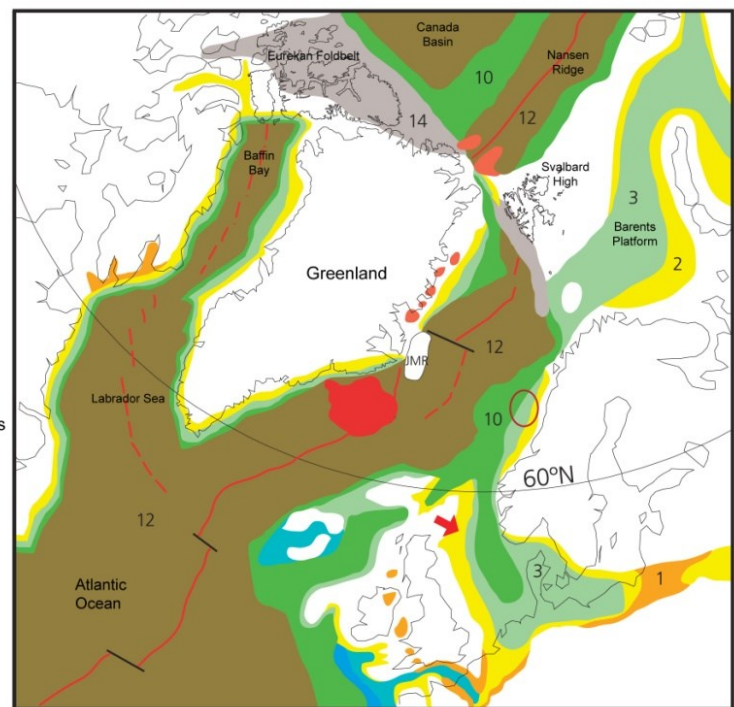 Canada
Basin
Nansen
Ridge
Eurekan Foldbelt
10
14
12
Svalbard
High
Baffin
Bay
3
Barents
Platform
2
Greenland
JMR
12
Labrador Sea
s
10
60ºN
12
3
1
Atlantic
Ocean